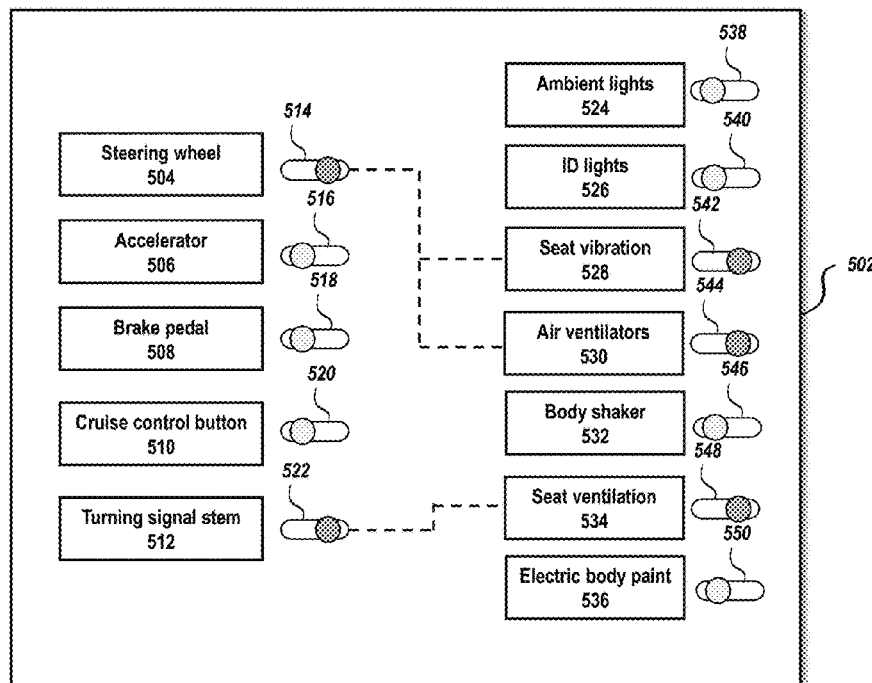 538
Ambient lights
524
540
514
Steering wheel
504
ID lights
526
516
542
Accelerator
506
Seat vibration
528
518
544
502
Brake pedal
508
Air ventilators
530
546
520
Cruise control button
510
Body shaker
532
548
522
Turning signal stem
512
Seat ventilation
534
550
Electric body paint
536